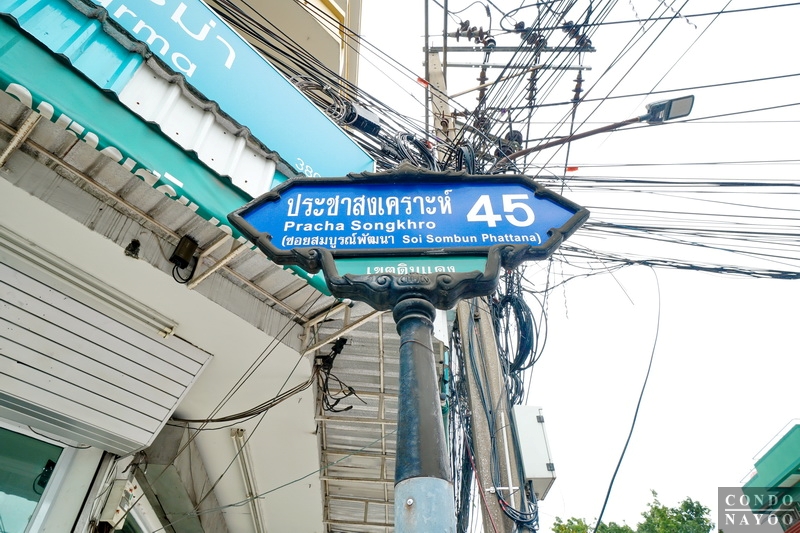 rma
380
ประชาสงเคราะห์ 45
Pracha Songkhro
(ซอยสมบูรณ์พัฒนา Soi Sombun Phattana)
เขตดินแดง
CONDO
NAYOO